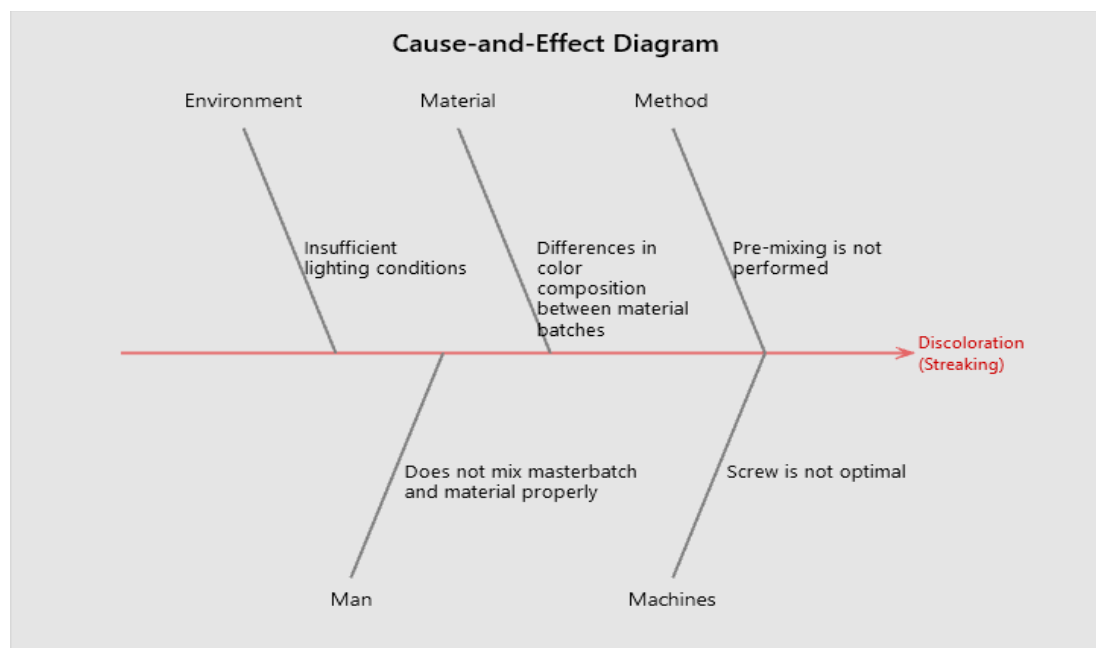 Cause-and-Effect Diagram
Environment
Material
Method
Insufficient
lighting conditions
Differences in
color
composition
between material
batches
Pre-mixing is not
performed
Discoloration
(Streaking)
Does not mix masterbatch
and material properly
Screw is not optimal
Man
Machines